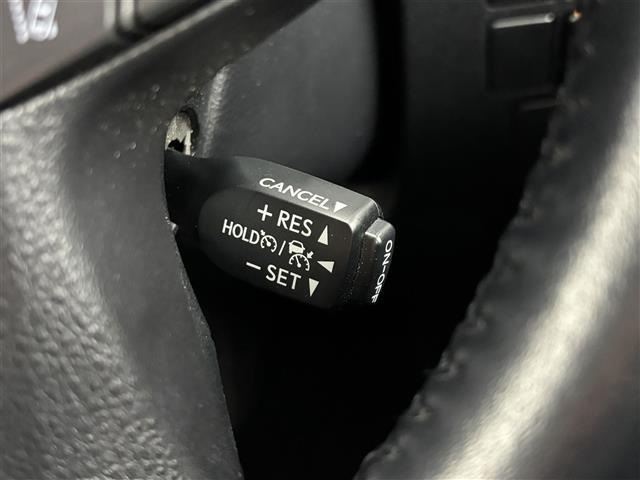 CANCEL▼
+ RES ▲
HOLD / ◀
− SET ▼
ON-OFF